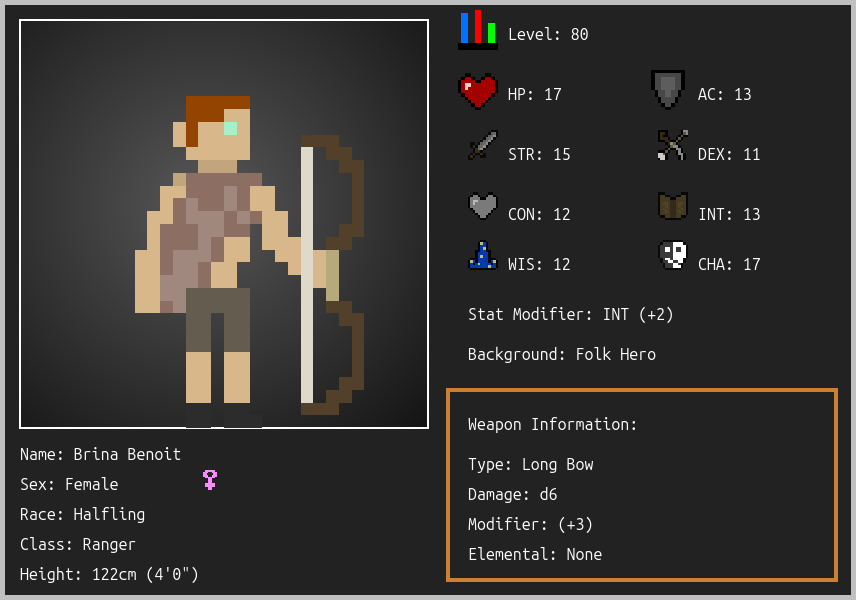 Level: 80
HP: 17
AC: 13
STR: 15
DEX: 11
CON: 12
INT: 13
WIS: 12
CHA: 17
Stat Modifier: INT (+2)
Background: Folk Hero
Weapon Information:
Type: Long Bow
Damage: d6
Modifier: (+3)
Elemental: None
Name: Brina Benoit
Sex: Female
Race: Halfling
Class: Ranger
Height: 122cm (4'0")